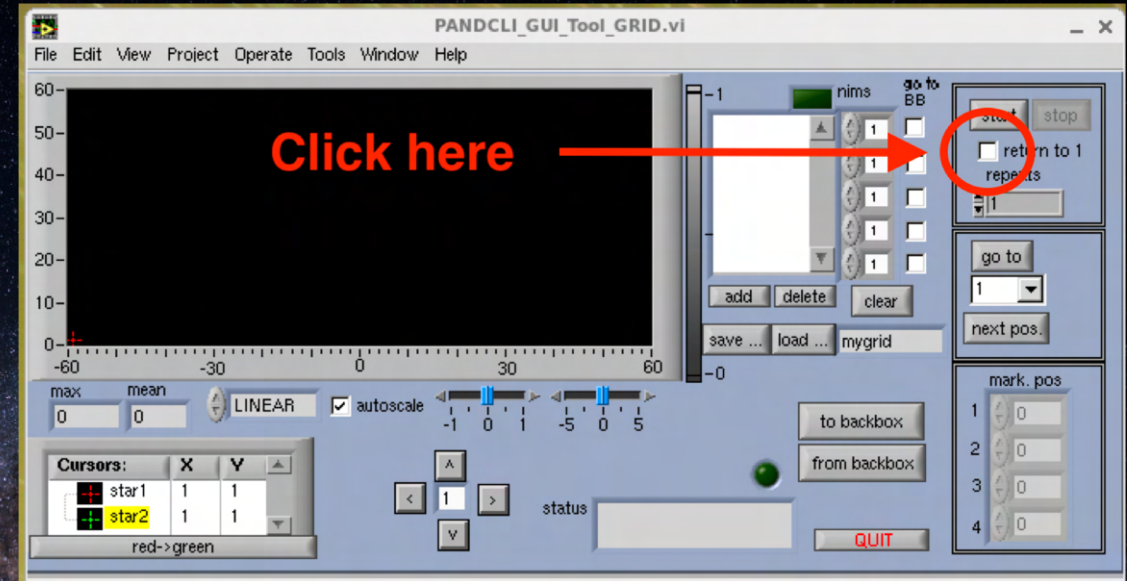 PANDCLI_GUI_Tool_GRID.vi
File Edit View Project Operate Tools Window Help
60
50
40
30
20
10
0
-60 -30 0 30 60
Click here
1
0
nims
go to
BB
1
1
1
1
1
add delete clear
save ... load ... mygrid
start stop
return to 1
repeats
1
go to
1
next pos.
max mean
0 0
LINEAR
autoscale
-1 0 1
-5 0 5
to backbox
from backbox
Cursors: X Y
star1 1 1
star2 1 1
red->green
^
< 1 >
v
status
QUIT
mark. pos
1 0
2 0
3 0
4 0